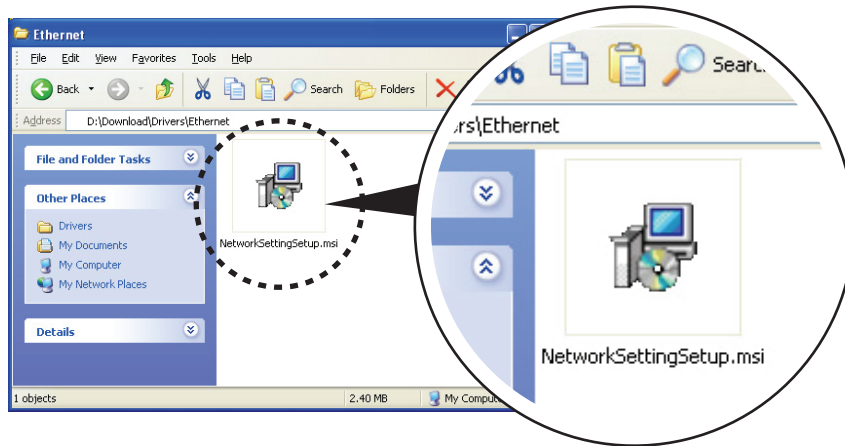 Ethernet
File Edit View Favorites Tools Help
Back Search Folders
Address D:\Download\Drivers\Ethernet
File and Folder Tasks
Other Places
Drivers
My Documents
My Computer
My Network Places
Details
NetworkSettingSetup.msi
1 objects 2.40 MB My Compute
Sear
rs\Ethernet
NetworkSettingSetup.msi